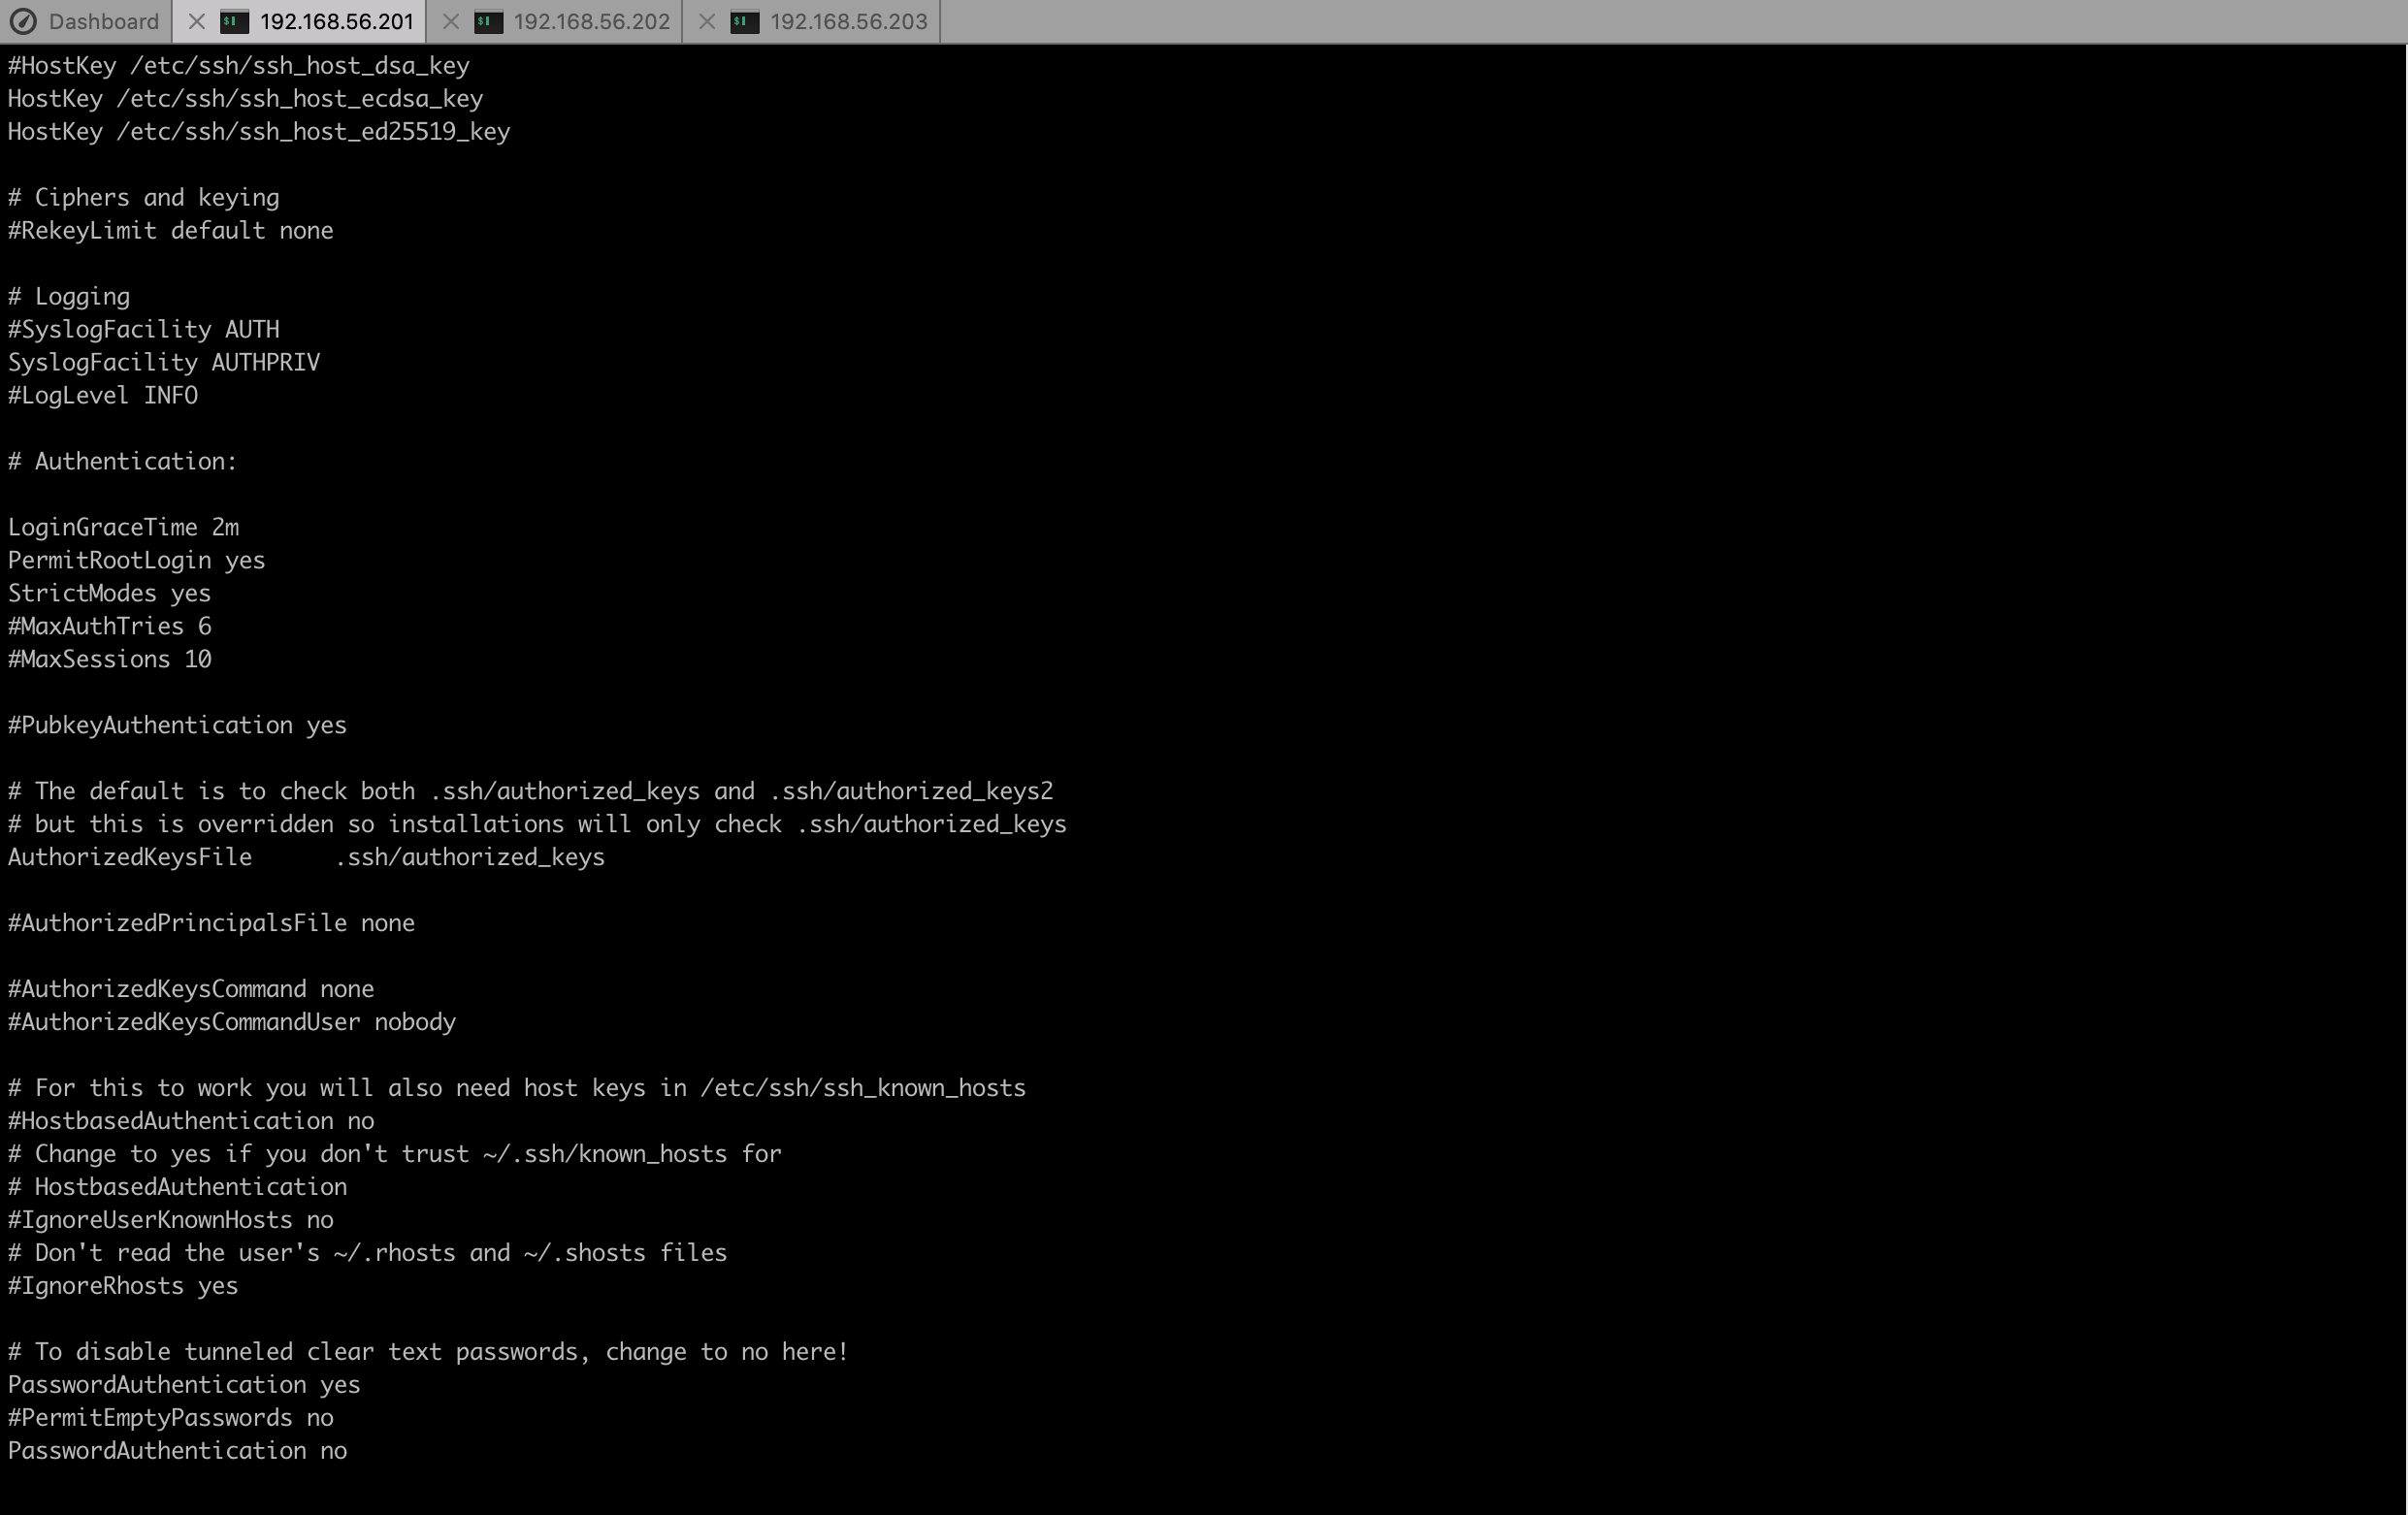 Dashboard 192.168.56.201 192.168.56.202 192.168.56.203
#HostKey /etc/ssh/ssh_host_dsa_key
HostKey /etc/ssh/ssh_host_ecdsa_key
HostKey /etc/ssh/ssh_host_ed25519_key

# Ciphers and keying
#RekeyLimit default none

# Logging
#SyslogFacility AUTH
SyslogFacility AUTHPRIV
#LogLevel INFO

# Authentication:

LoginGraceTime 2m
PermitRootLogin yes
StrictModes yes
#MaxAuthTries 6
#MaxSessions 10

#PubkeyAuthentication yes

# The default is to check both .ssh/authorized_keys and .ssh/authorized_keys2
# but this is overridden so installations will only check .ssh/authorized_keys
AuthorizedKeysFile      .ssh/authorized_keys

#AuthorizedPrincipalsFile none

#AuthorizedKeysCommand none
#AuthorizedKeysCommandUser nobody

# For this to work you will also need host keys in /etc/ssh/ssh_known_hosts
#HostbasedAuthentication no
# Change to yes if you don't trust ~/.ssh/known_hosts for
# HostbasedAuthentication
#IgnoreUserKnownHosts no
# Don't read the user's ~/.rhosts and ~/.shosts files
#IgnoreRhosts yes

# To disable tunneled clear text passwords, change to no here!
PasswordAuthentication yes
#PermitEmptyPasswords no
PasswordAuthentication no